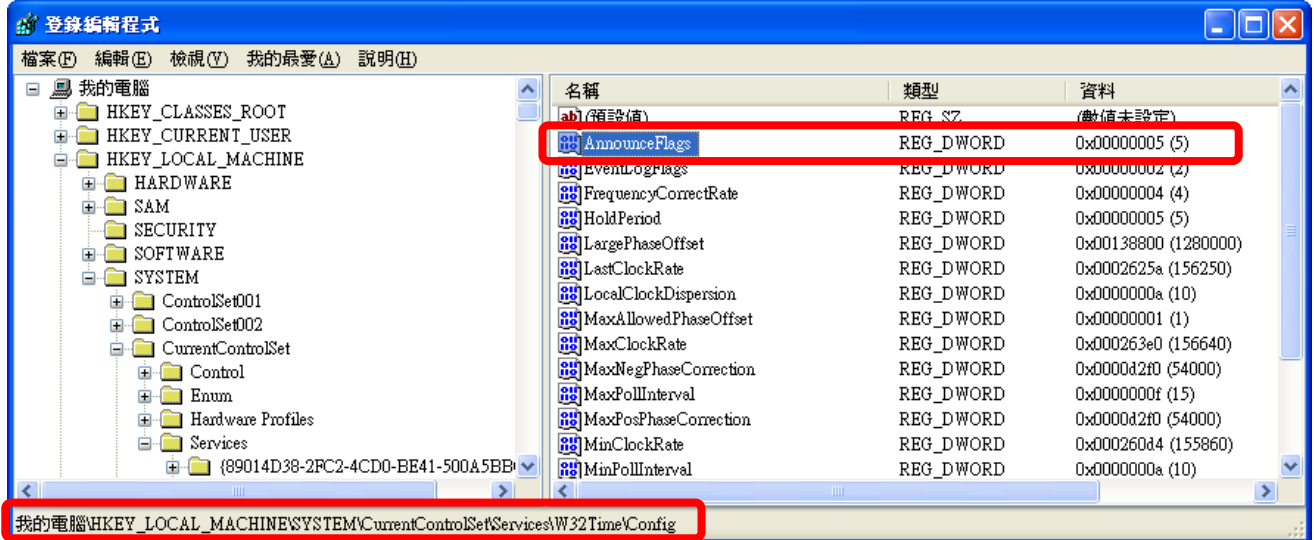 登錄編輯程式
檔案(F) 編輯(E) 檢視(V) 我的最愛(A) 說明(H)
我的電腦
HKEY_CLASSES_ROOT
HKEY_CURRENT_USER
HKEY_LOCAL_MACHINE
HARDWARE
SAM
SECURITY
SOFTWARE
SYSTEM
ControlSet001
ControlSet002
CurrentControlSet
Control
Enum
Hardware Profiles
Services
{89014D38-2FC2-4CD0-BE41-500A5BB
名稱 類型 資料
(預設值) REG_SZ (數值未設定)
AnnounceFlags REG_DWORD 0x00000005 (5)
EventLogFlags REG_DWORD 0x00000002 (2)
FrequencyCorrectRate REG_DWORD 0x00000004 (4)
HoldPeriod REG_DWORD 0x00000005 (5)
LargePhaseOffset REG_DWORD 0x00138800 (1280000)
LastClockRate REG_DWORD 0x0002625a (156250)
LocalClockDispersion REG_DWORD 0x0000000a (10)
MaxAllowedPhaseOffset REG_DWORD 0x00000001 (1)
MaxClockRate REG_DWORD 0x000263e0 (156640)
MaxNegPhaseCorrection REG_DWORD 0x0000d2f0 (54000)
MaxPollInterval REG_DWORD 0x0000000f (15)
MaxPosPhaseCorrection REG_DWORD 0x0000d2f0 (54000)
MinClockRate REG_DWORD 0x000260d4 (155860)
MinPollInterval REG_DWORD 0x0000000a (10)
我的電腦\HKEY_LOCAL_MACHINE\SYSTEM\CurrentControlSet\Services\W32Time\Config